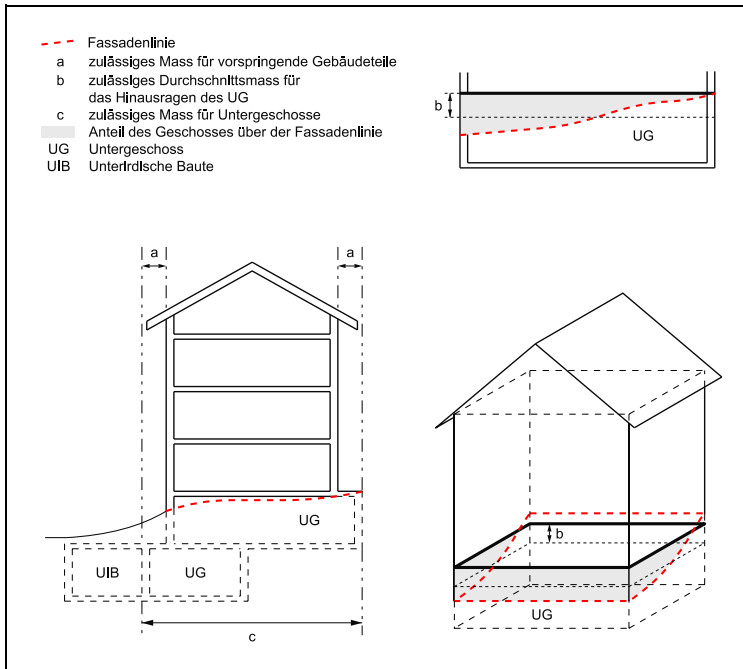 Fassadenlinie
a zulässiges Mass für vorspringende Gebäudeteile
b zulässiges Durchschnittsmass für
das Hinausragen des UG
c zulässiges Mass für Untergeschosse
Anteil des Geschosses über der Fassadenlinie
UG Untergeschoss
UIB Unterirdische Baute
b
UG
a a
UG
UIB UG
c
b
UG